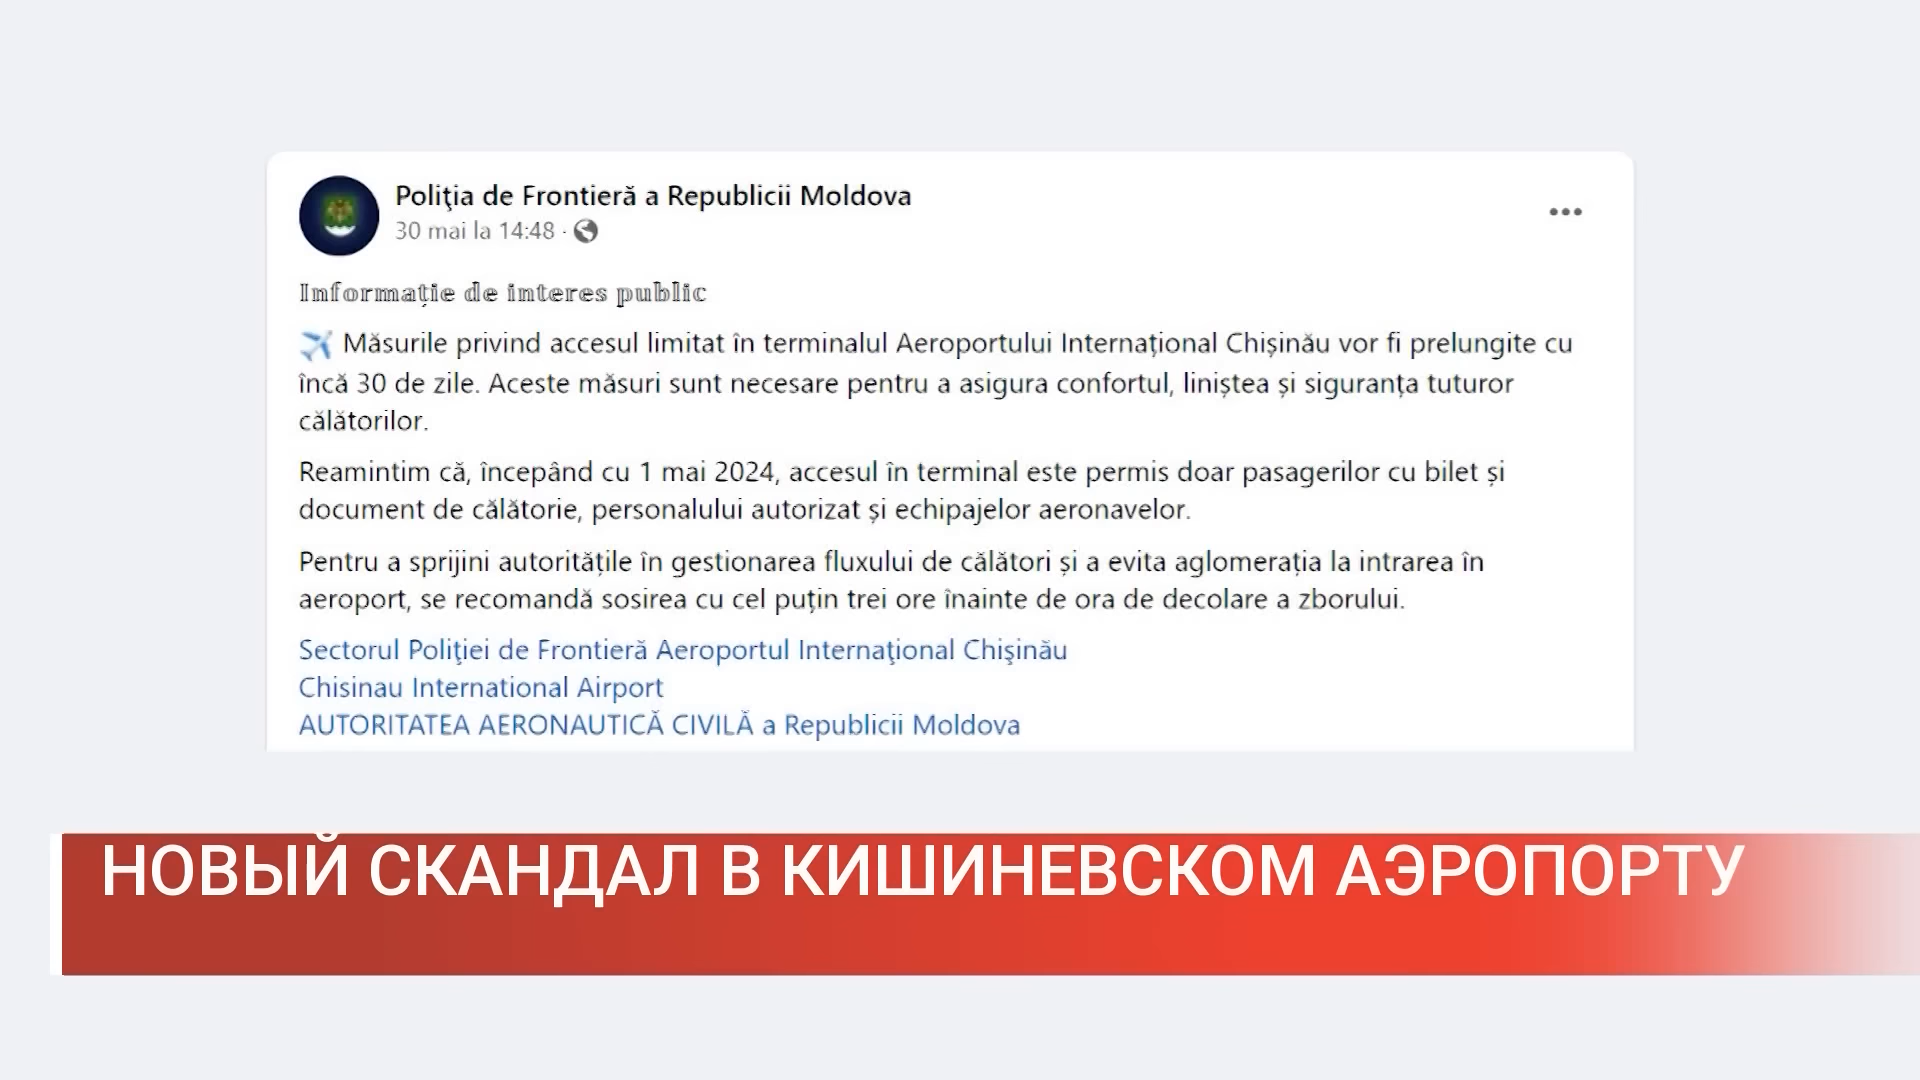 Poliţia de Frontieră a Republicii Moldova
30 mai la 14:48 ·
𝕀𝕟𝕗𝕠𝕣𝕞𝕒ț𝕚𝕖 𝕕𝕖 𝕚𝕟𝕥𝕖𝕣𝕖𝕤 𝕡𝕦𝕓𝕝𝕚𝕔
Măsurile privind accesul limitat în terminalul Aeroportului Internațional Chișinău vor fi prelungite cu
încă 30 de zile. Aceste măsuri sunt necesare pentru a asigura confortul, liniștea și siguranța tuturor
călătorilor.
Reamintim că, începând cu 1 mai 2024, accesul în terminal este permis doar pasagerilor cu bilet și
document de călătorie, personalului autorizat și echipajelor aeronavelor.
Pentru a sprijini autoritățile în gestionarea fluxului de călători și a evita aglomerația la intrarea în
aeroport, se recomandă sosirea cu cel puțin trei ore înainte de ora de decolare a zborului.
Sectorul Poliţiei de Frontieră Aeroportul Internaţional Chişinău
Chisinau International Airport
AUTORITATEA AERONAUTICĂ CIVILĂ a Republicii Moldova
НОВЫЙ СКАНДАЛ В КИШИНЕВСКОМ АЭРОПОРТУ